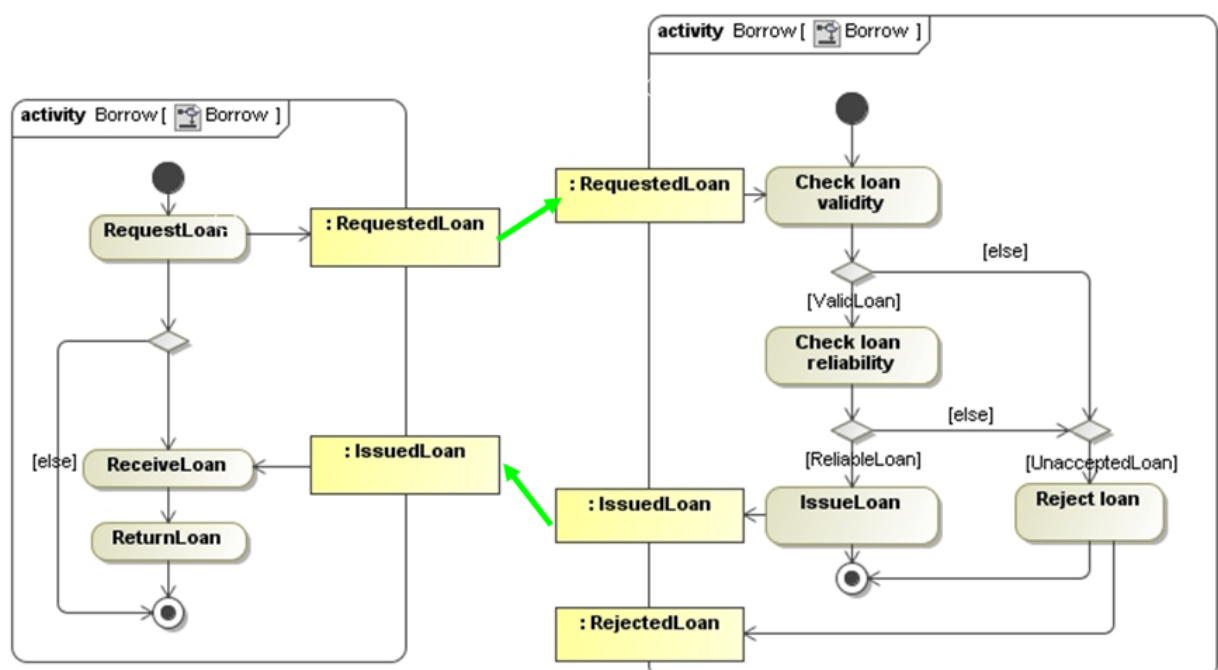 activity Borrow [ Borrow ]
RequestLoan
: RequestedLoan
[else]
ReceiveLoan
: IssuedLoan
ReturnLoan
activity Borrow [ Borrow ]
: RequestedLoan
Check loan
validity
[else]
[ValidLoan]
Check loan
reliability
[else]
[ReliableLoan]
[UnacceptedLoan]
: IssuedLoan
IssueLoan
Reject loan
: RejectedLoan